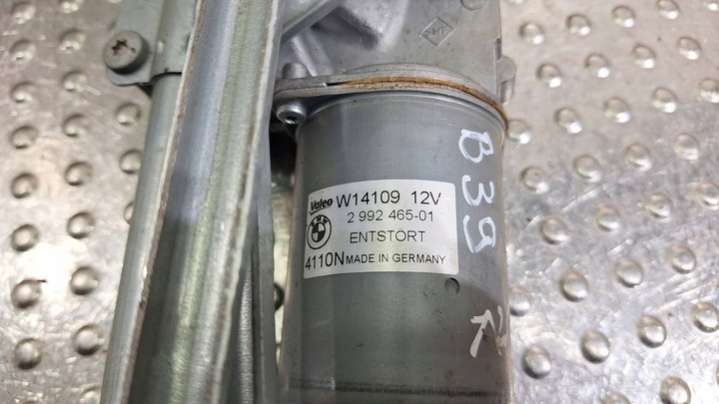 Valeo W14109 12V
2 992 465-01
ENTSTORT
4110N MADE IN GERMANY
B39